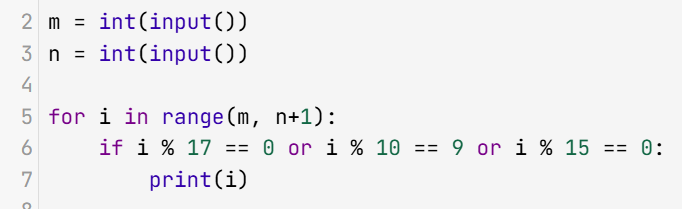 2 m = int(input())
3 n = int(input())
4
5 for i in range(m, n+1):
6     if i % 17 == 0 or i % 10 == 9 or i % 15 == 0:
7         print(i)
8